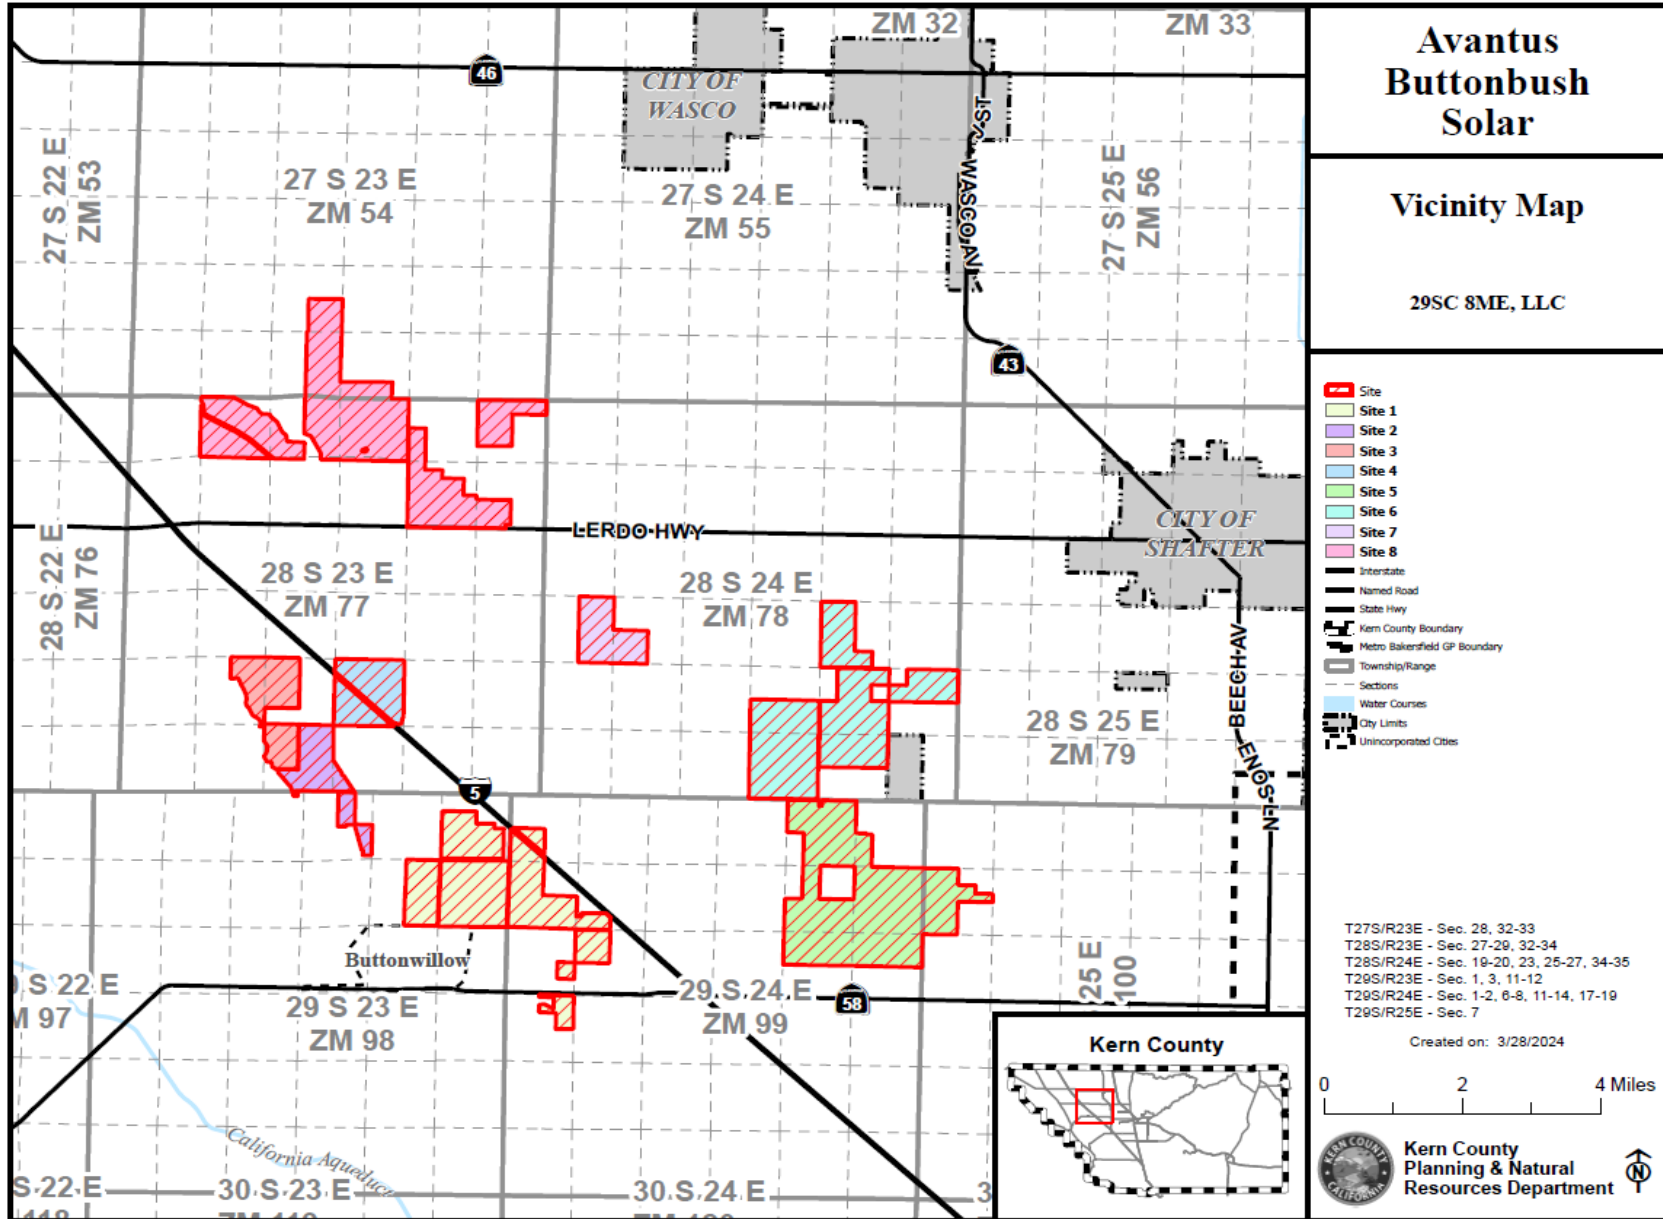 Avantus
Buttonbush
Solar
Vicinity Map
29SC 8ME, LLC
Site
Site 1
Site 2
Site 3
Site 4
Site 5
Site 6
Site 7
Site 8
Interstate
Named Road
State Hwy
Kern County Boundary
Metro Bakersfield GP Boundary
Township/Range
Sections
Water Courses
City Limits
Unincorporated Cities
T27S/R23E - Sec. 28, 32-33
T28S/R23E - Sec. 27-29, 32-34
T28S/R24E - Sec. 19-20, 23, 25-27, 34-35
T29S/R23E - Sec. 1, 3, 11-12
T29S/R24E - Sec. 1-2, 6-8, 11-14, 17-19
T29S/R25E - Sec. 7
Created on: 3/28/2024
0 2 4 Miles
KERN COUNTY
CALIFORNIA
Kern County
Planning & Natural
Resources Department
N
ZM 32
ZM 33
46
CITY OF
WASCO
S ST
WASCO AV
27 S 22 E
ZM 53
27 S 23 E
ZM 54
27 S 24 E
ZM 55
27 S 25 E
ZM 56
43
LERDO HWY
CITY OF
SHAFTER
28 S 22 E
ZM 76
28 S 23 E
ZM 77
28 S 24 E
ZM 78
28 S 25 E
ZM 79
BEECH AV
ENOS LN
5
Buttonwillow
S 22 E
M 97
29 S 23 E
ZM 98
29 S 24 E
ZM 99
58
25 E
100
California Aqueduct
S 22 E
118
30 S 23 E
30 S 24 E
3
Kern County